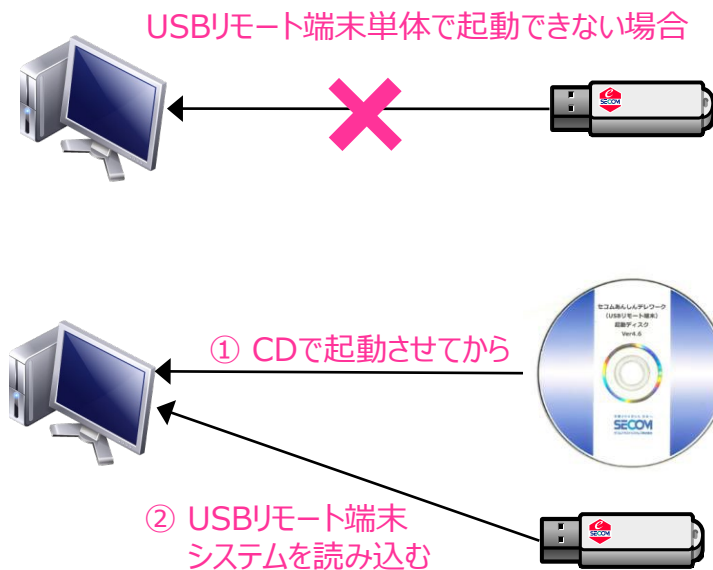 USBリモート端末単体で起動できない場合
e
SECOM
セコムあんしんテレワーク
(USBリモート端末)
起動ディスク
Ver4.6
① CDで起動させてから
SECOM
② USBリモート端末
システムを読み込む
e
SECOM